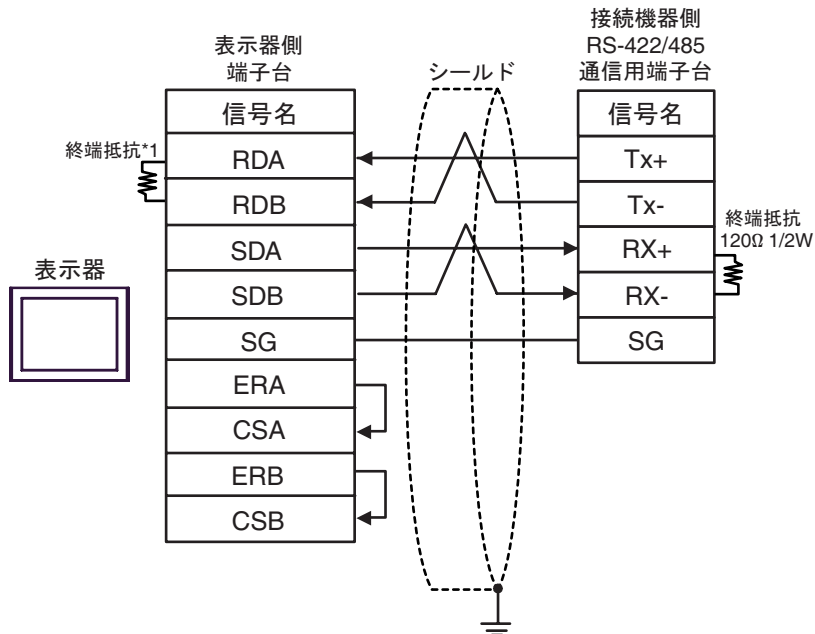 表示器側
端子台
シールド
接続機器側
RS-422/485
通信用端子台
信号名
信号名
終端抵抗*1
RDA
Tx+
RDB
Tx-
終端抵抗
120Ω 1/2W
SDA
RX+
表示器
SDB
RX-
SG
SG
ERA
CSA
ERB
CSB